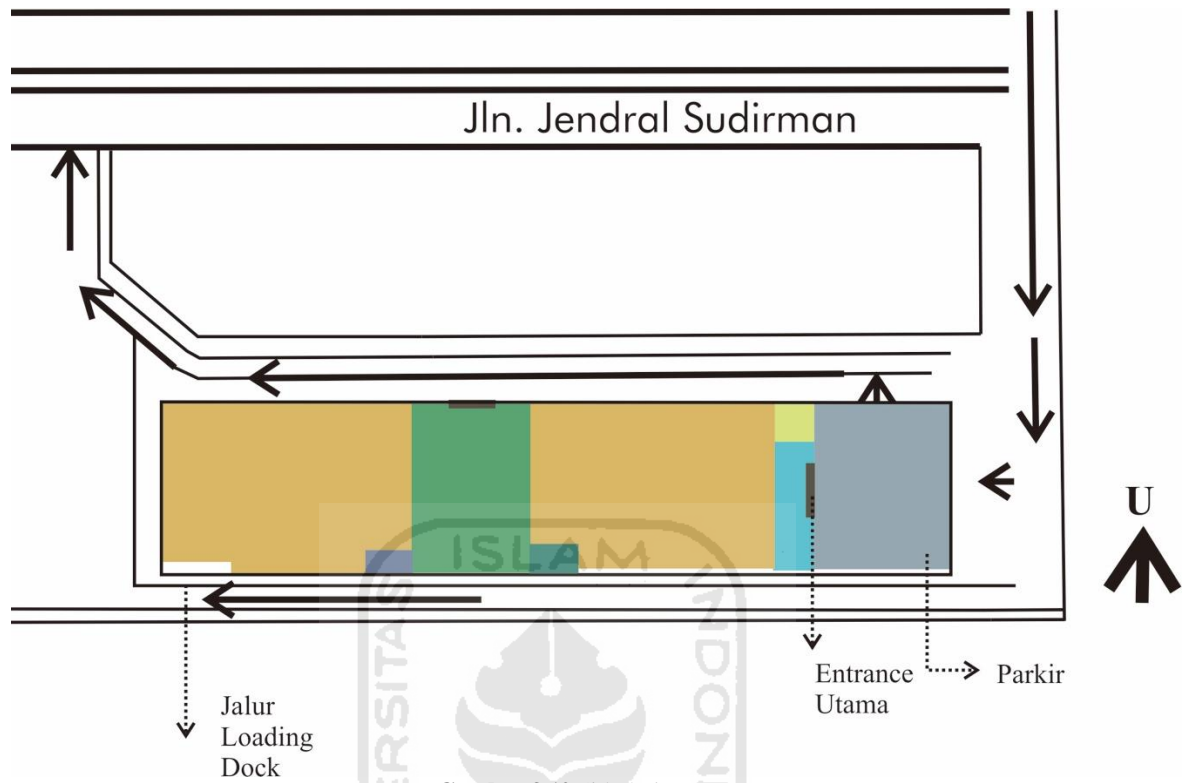 Jln. Jendral Sudirman
U
ISLAM
Entrance
Utama
Parkir
Jalur
Loading
Dock